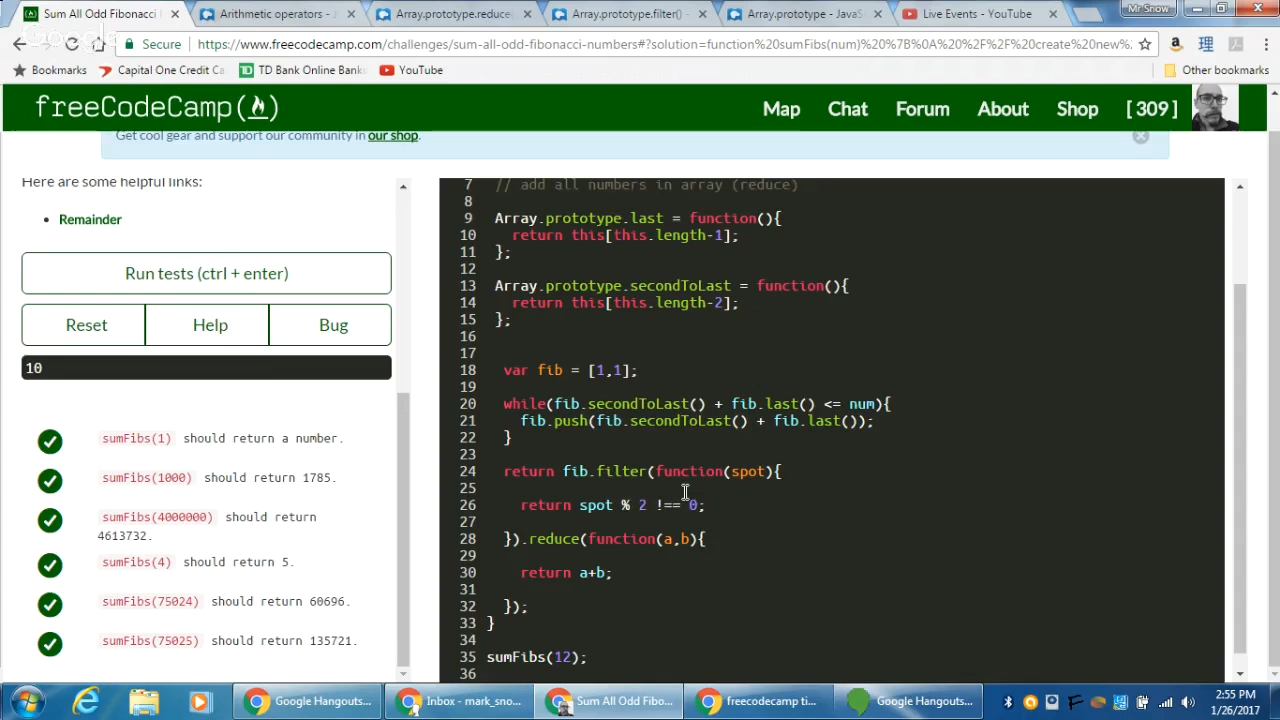 Sum All Odd Fibonacci
Arithmetic operators -
Array.prototype.reduce
Array.prototype.filter() -
Array.prototype - JavaS
Live Events - YouTube
Mr Snow
Google
Secure
https://www.freecodecamp.com/challenges/sum-all-odd-fibonacci-numbers#?solution=function%20sumFibs(num)%20%7B%0A%20%2F%2F%20create%20new%
Bookmarks
Capital One Credit Ca
TD Bank Online Bank
YouTube
Other bookmarks
freeCodeCamp
Map
Chat
Forum
About
Shop
[ 309 ]
Get cool gear and support our community in our shop.
Here are some helpful links:
Remainder
Run tests (ctrl + enter)
Reset
Help
Bug
10
sumFibs(1) should return a number.
sumFibs(1000) should return 1785.
sumFibs(4000000) should return
4613732.
sumFibs(4) should return 5.
sumFibs(75024) should return 60696.
sumFibs(75025) should return 135721.
7 // add all numbers in array (reduce)
8
9 Array.prototype.last = function(){
10 return this[this.length-1];
11 };
12
13 Array.prototype.secondToLast = function(){
14 return this[this.length-2];
15 };
16
17
18 var fib = [1,1];
19
20 while(fib.secondToLast() + fib.last() <= num){
21 fib.push(fib.secondToLast() + fib.last());
22 }
23
24 return fib.filter(function(spot){
25
26 return spot % 2 !== 0;
27
28 }).reduce(function(a,b){
29
30 return a+b;
31
32 });
33 }
34
35 sumFibs(12);
36
Google Hangouts...
Inbox - mark_sno...
Sum All Odd Fibo...
freecodecamp ti...
Google Hangouts...
2:55 PM
1/26/2017